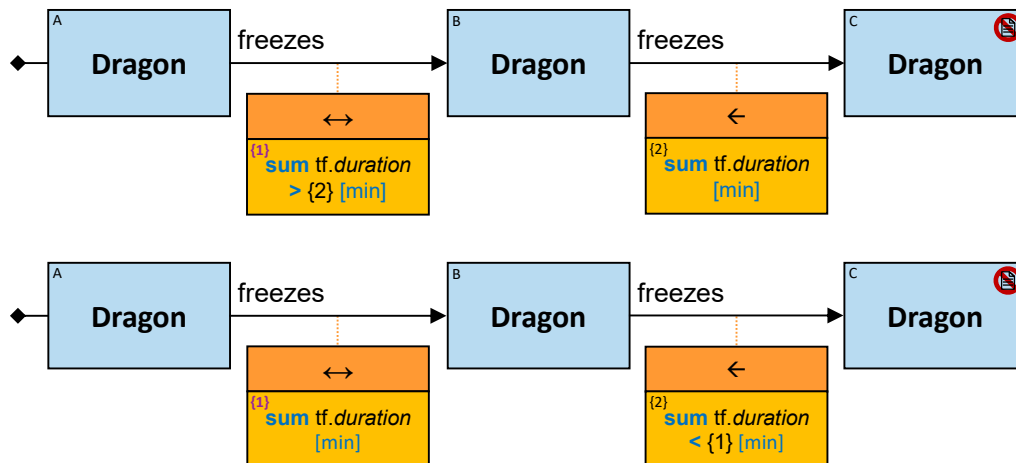 A
Dragon
freezes
B
Dragon
freezes
C
Dragon
↔
{1}
sum tf.duration
> {2} [min]
←
{2}
sum tf.duration
[min]
A
Dragon
freezes
B
Dragon
freezes
C
Dragon
↔
{1}
sum tf.duration
[min]
←
{2}
sum tf.duration
< {1} [min]